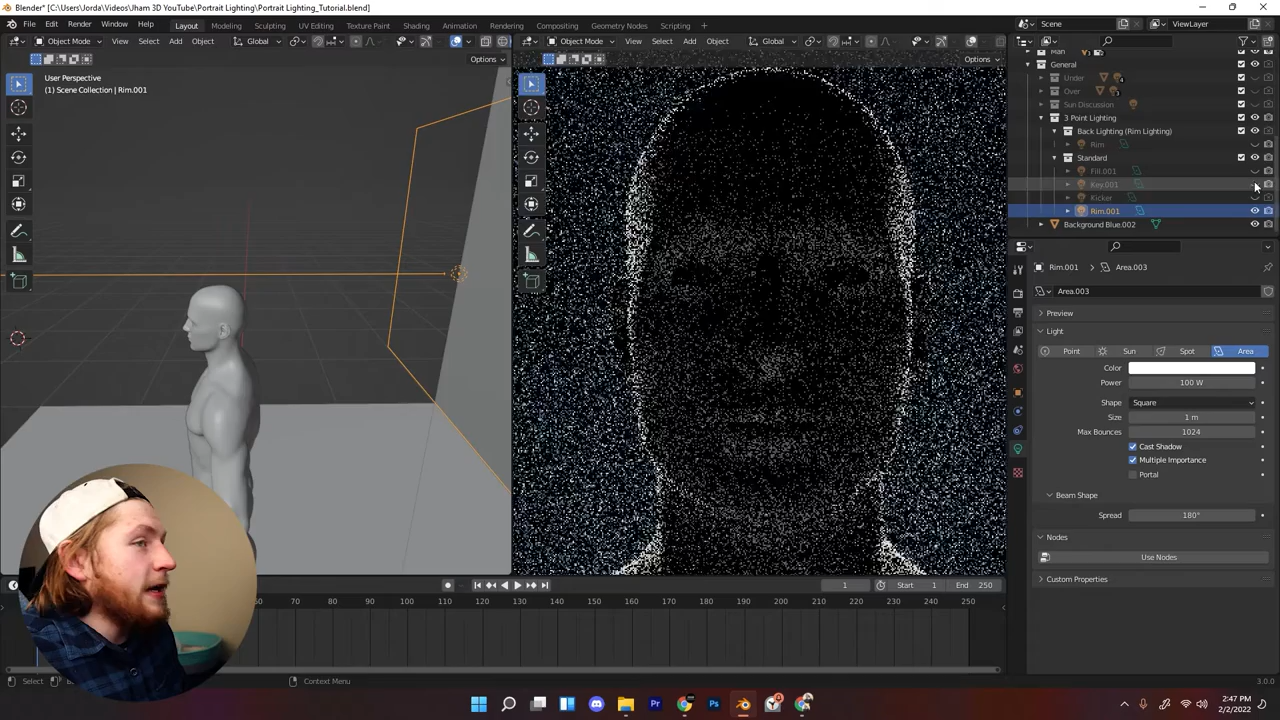 Blender* [C:\Users\Jorda\Videos\Uham 3D YouTube\Portrait Lighting\Portrait Lighting_Tutorial.blend]
File Edit Render Window Help Layout Modeling Sculpting UV Editing Texture Paint Shading Animation Rendering Compositing Geometry Nodes Scripting Scene ViewLayer
Object Mode View Select Add Object Global Object Mode View Select Add Object Global
Options Options
User Perspective
(1) Scene Collection | Rim.001
Man
General
Under
Over
Sun Discussion
3 Point Lighting
Back Lighting (Rim Lighting)
Rim
Standard
Fill.001
Key.001
Kicker
Rim.001
Background Blue.002
Rim.001 Area.003
Area.003
Preview
Light
Point Sun Spot Area
Color
Power 100 W
Shape Square
Size 1 m
Max Bounces 1024
Cast Shadow
Multiple Importance
Portal
Beam Shape
Spread 180°
Nodes
Use Nodes
Custom Properties
1 Start 1 End 250
60 70 80 90 100 110 120 130 140 150 160 170 180 190 200 210 220 230 240 250
Select Context Menu 3.0.0
2:47 PM
2/2/2022